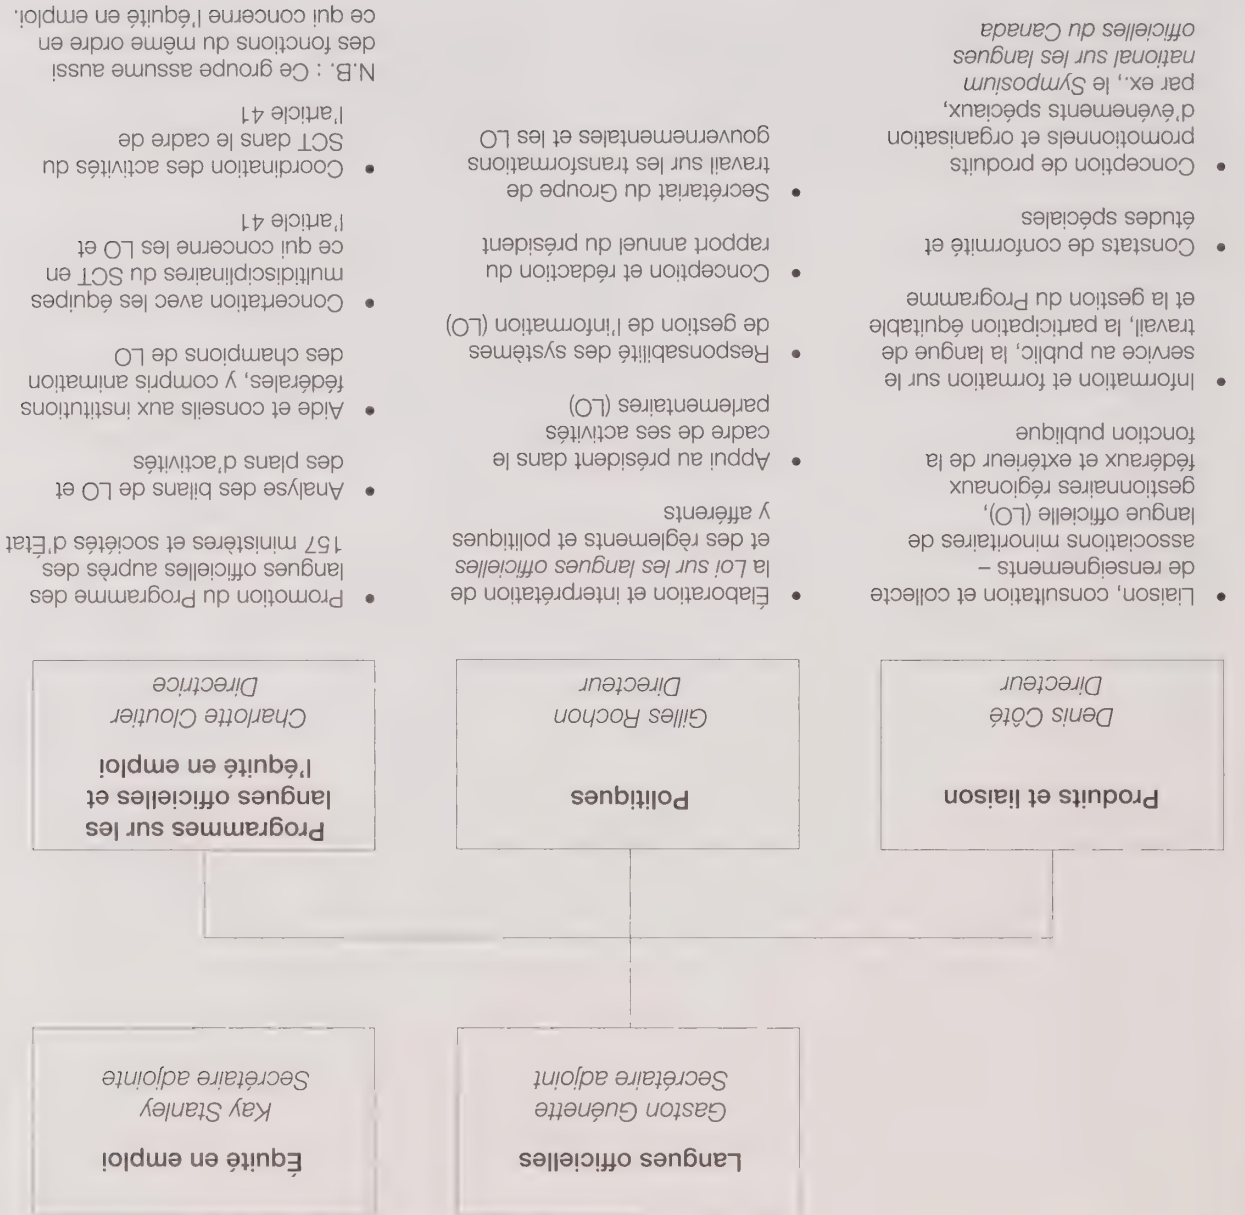 Langues officielles
Gaston Guénette
Secrétaire adjoint
Équité en emploi
Kay Stanley
Secrétaire adjointe
Produits et liaison
Denis Côté
Directeur
• Liaison, consultation et collecte
de renseignements –
associations minoritaires de
langue officielle (LO),
gestionnaires régionaux
fédéraux et extérieur de la
fonction publique
• Information et formation sur le
service au public, la langue de
travail, la participation équitable
et la gestion du Programme
• Constats de conformité et
études spéciales
• Conception de produits
promotionnels et organisation
d'événements spéciaux,
par ex., le Symposium
national sur les langues
officielles du Canada
Politiques
Gilles Rochon
Directeur
• Élaboration et interprétation de
la Loi sur les langues officielles
et des règlements et politiques
y afférents
• Appui au président dans le
cadre de ses activités
parlementaires (LO)
• Responsabilité des systèmes
de gestion de l'information (LO)
• Conception et rédaction du
rapport annuel du président
• Secrétariat du Groupe de
travail sur les transformations
gouvernementales et les LO
Programmes sur les
langues officielles et
l'équité en emploi
Charlotte Cloutier
Directrice
• Promotion du Programme des
langues officielles auprès des
157 ministères et sociétés d'État
• Analyse des bilans de LO et
des plans d'activités
• Aide et conseils aux institutions
fédérales, y compris animation
des champions de LO
• Concertation avec les équipes
multidisciplinaires du SCT en
ce qui concerne les LO et
l'article 41
• Coordination des activités du
SCT dans le cadre de
l'article 41
N.B. : Ce groupe assume aussi
des fonctions du même ordre en
ce qui concerne l'équité en emploi.